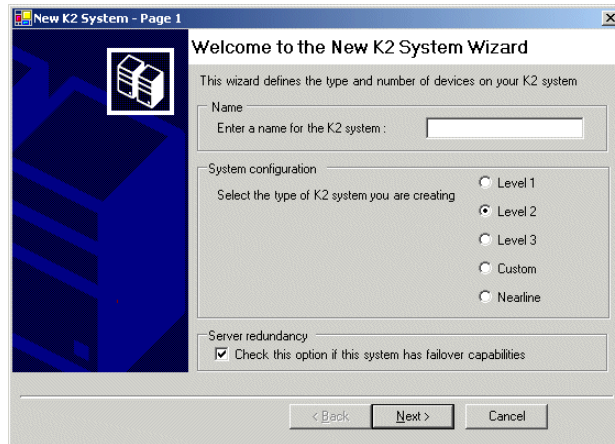 New K2 System - Page 1
Welcome to the New K2 System Wizard
This wizard defines the type and number of devices on your K2 system
Name
Enter a name for the K2 system :
System configuration
Select the type of K2 system you are creating
Level 1
Level 2
Level 3
Custom
Nearline
Server redundancy
Check this option if this system has failover capabilities
< Back
Next >
Cancel